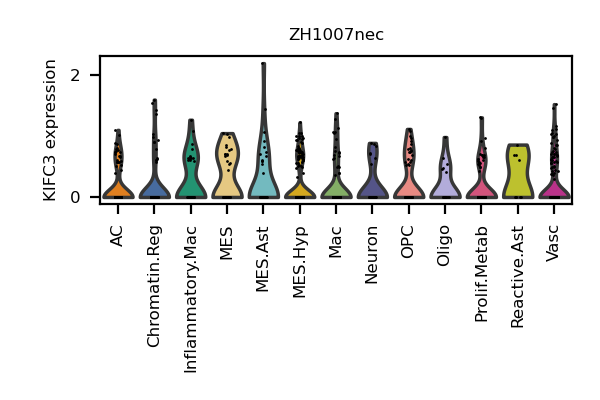 ZH1007nec
KIFC3 expression
2
0
AC
Chromatin.Reg
Inflammatory.Mac
MES
MES.Ast
MES.Hyp
Mac
Neuron
OPC
Oligo
Prolif.Metab
Reactive.Ast
Vasc